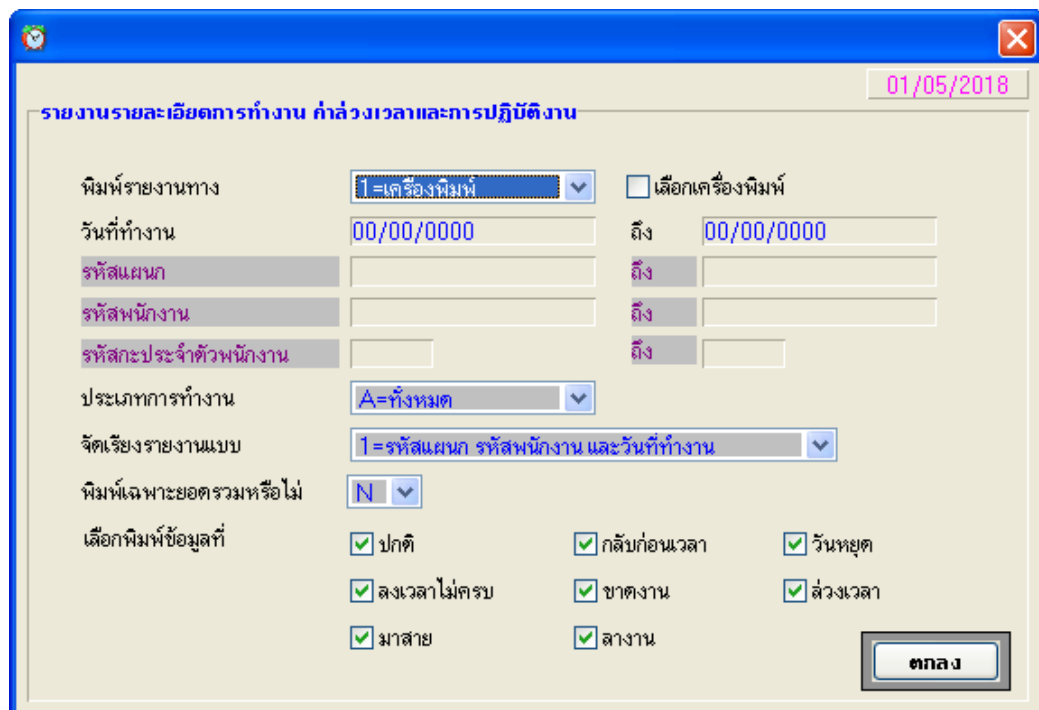 01/05/2018
รายงานรายละเอียดการทำงาน ค่าล่วงเวลาและการปฏิบัติงาน
พิมพ์รายงานทาง 1=เครื่องพิมพ์ เลือกเครื่องพิมพ์
วันที่ทำงาน 00/00/0000 ถึง 00/00/0000
รหัสแผนก ถึง
รหัสพนักงาน ถึง
รหัสกะประจำตัวพนักงาน ถึง
ประเภทการทำงาน A=ทั้งหมด
จัดเรียงรายงานแบบ 1=รหัสแผนก รหัสพนักงาน และวันที่ทำงาน
พิมพ์เฉพาะยอดรวมหรือไม่ N
เลือกพิมพ์ข้อมูลที่ ปกติ กลับก่อนเวลา วันหยุด
ลงเวลาไม่ครบ ขาดงาน ล่วงเวลา
มาสาย ลางาน
ตกลง